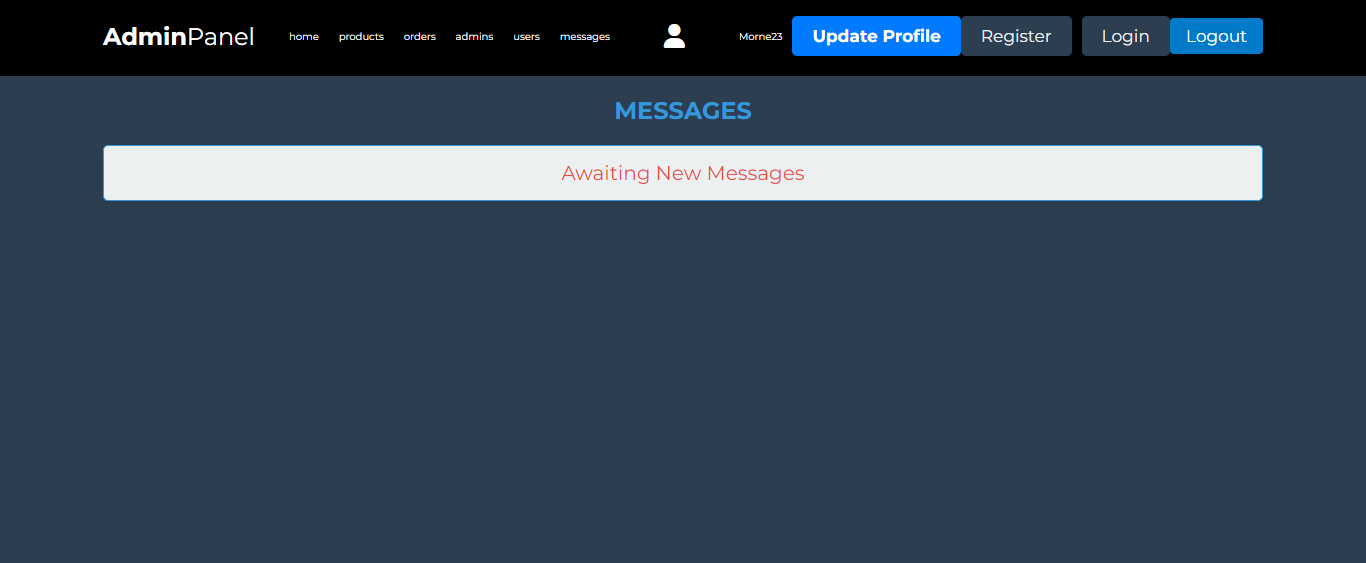 AdminPanel home products orders admins users messages Morne23 Update Profile Register Login Logout
MESSAGES
Awaiting New Messages